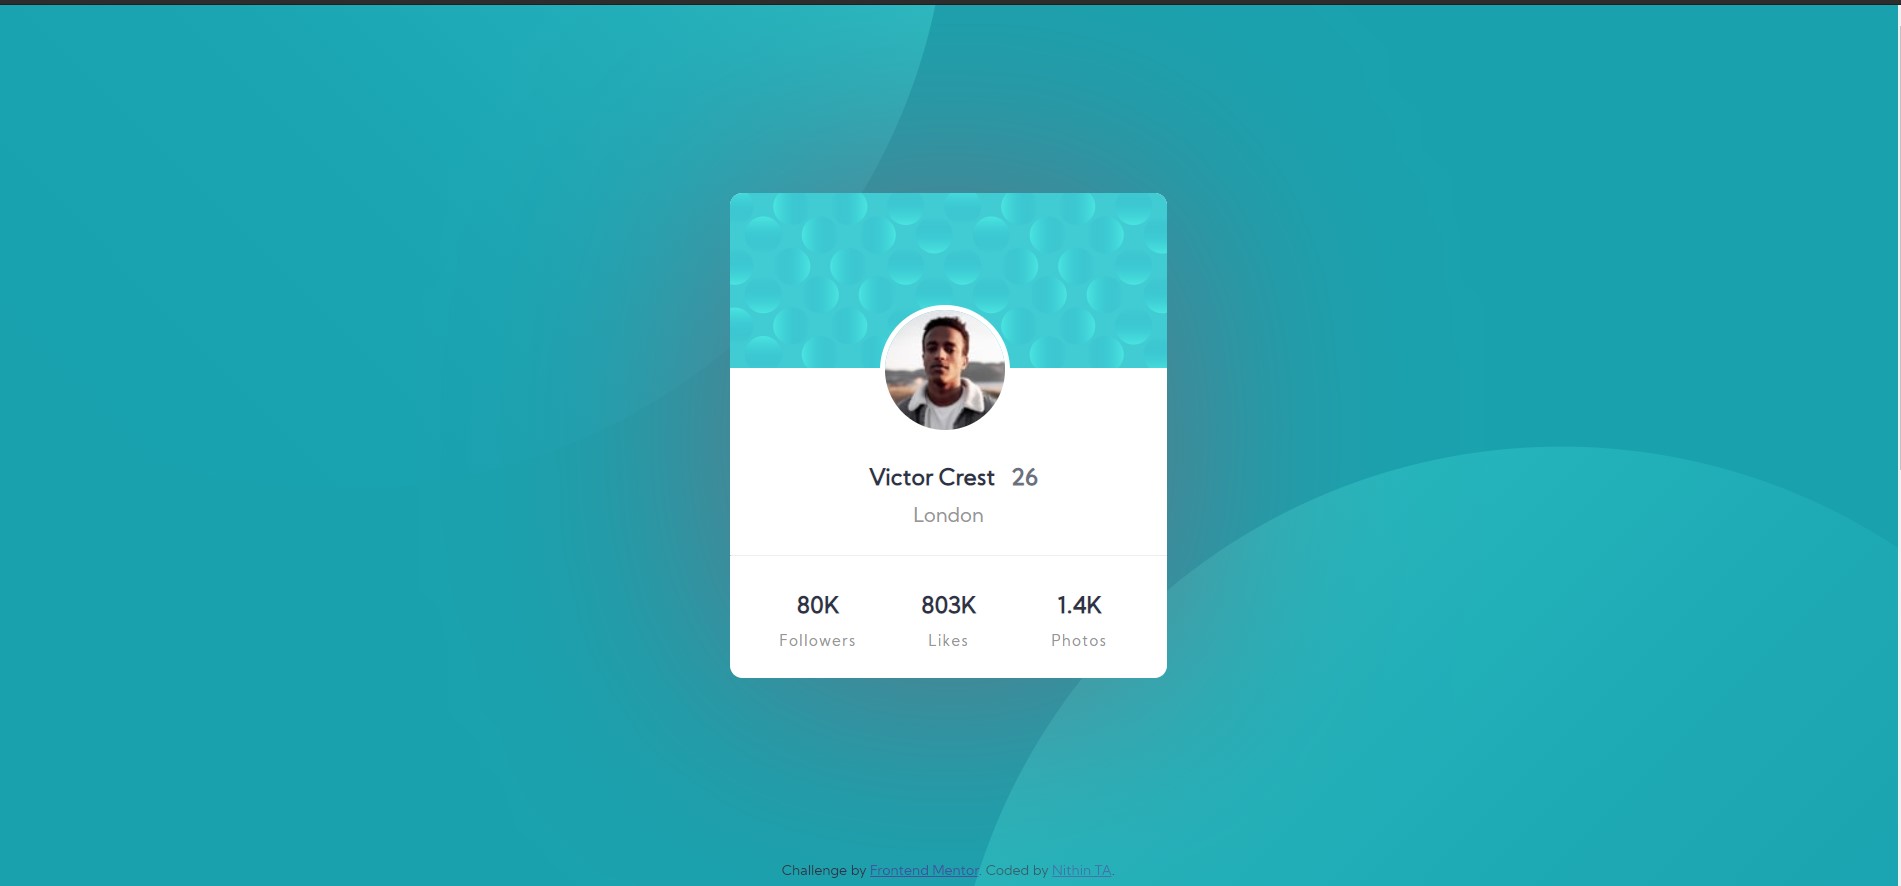 Victor Crest 26
London
80K 803K 1.4K
Followers Likes Photos
Challenge by Frontend Mentor. Coded by Nithin TA.